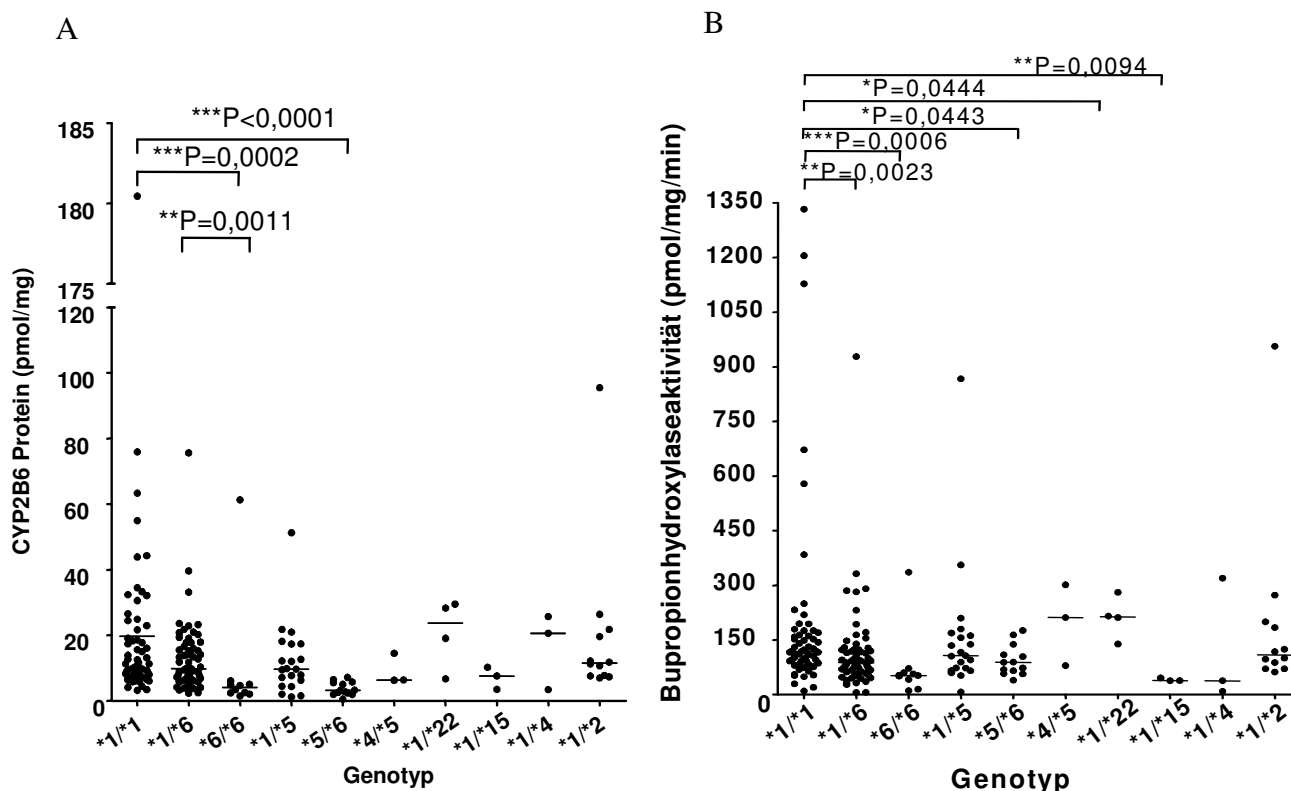 A
***P<0,0001
***P=0,0002
**P=0,0011
185
180
175
120
100
80
60
40
20
0
CYP2B6 Protein (pmol/mg)
*1/*1
*1/*6
*6/*6
*1/*5
*5/*6
*4/*5
*1/*22
*1/*15
*1/*4
*1/*2
Genotyp
B
**P=0,0094
*P=0,0444
*P=0,0443
***P=0,0006
**P=0,0023
1350
1200
1050
900
750
600
450
300
150
0
Bupropionhydroxylaseaktivität (pmol/mg/min)
*1/*1
*1/*6
*6/*6
*1/*5
*5/*6
*4/*5
*1/*22
*1/*15
*1/*4
*1/*2
Genotyp